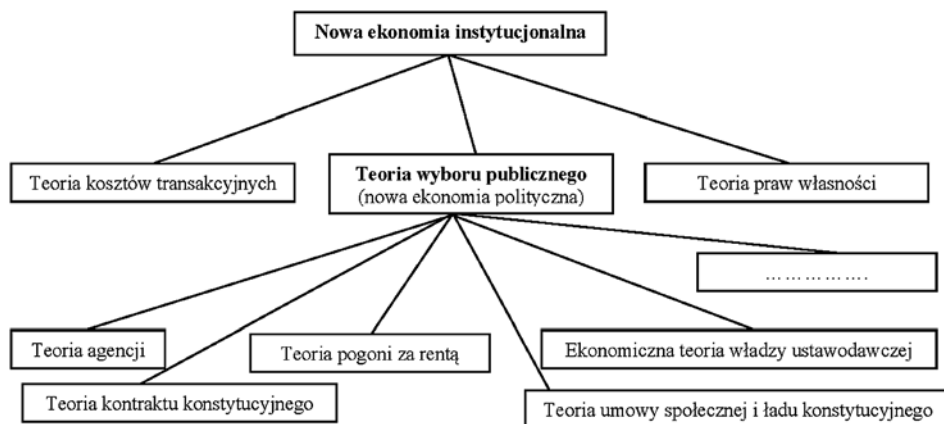 Nowa ekonomia instytucjonalna
Teoria kosztów transakcyjnych
Teoria wyboru publicznego
(nowa ekonomia polityczna)
Teoria praw własności
…………….
Teoria agencji
Teoria pogoni za rentą
Ekonomiczna teoria władzy ustawodawczej
Teoria kontraktu konstytucyjnego
Teoria umowy społecznej i ładu konstytucyjnego